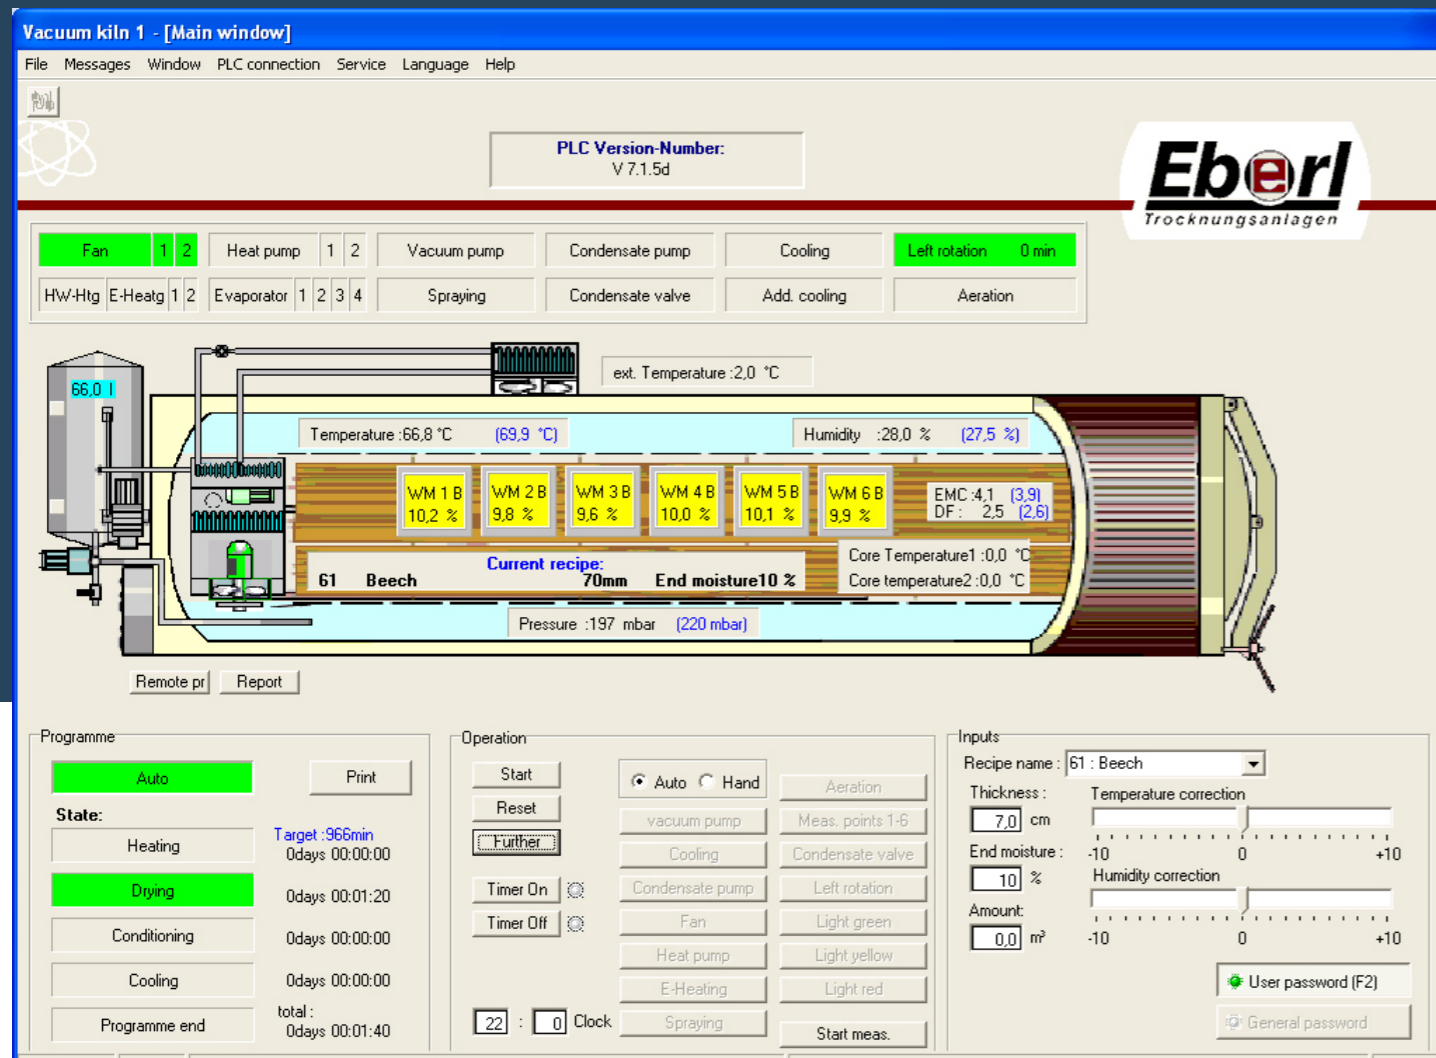 Vacuum kiln 1 - [Main window]
File Messages Window PLC connection Service Language Help
PLC Version-Number:
V 7.1.5d
Eberl
Trocknungsanlagen
Fan 1 2 Heat pump 1 2 Vacuum pump Condensate pump Cooling Left rotation 0 min
HW-Htg E-Heatg 1 2 Evaporator 1 2 3 4 Spraying Condensate valve Add. cooling Aeration
66,0 l
ext. Temperature :2,0 °C
Temperature :66,8 °C (69,9 °C) Humidity :28,0 % (27,5 %)
WM 1 B WM 2 B WM 3 B WM 4 B WM 5 B WM 6 B
10,2 % 9,8 % 9,6 % 10,0 % 10,1 % 9,9 %
EMC :4,1 (3,9)
DF : 2,5 (2,6)
Current recipe:
61 Beech 70mm End moisture10 %
Core Temperature1 :0,0 °C
Core temperature2 :0,0 °C
Pressure :197 mbar (220 mbar)
Remote pr Report
Programme
Auto Print
State:
Target :966min
Heating 0days 00:00:00
Drying 0days 00:01:20
Conditioning 0days 00:00:00
Cooling 0days 00:00:00
total :
Programme end 0days 00:01:40
Operation
Start
Reset
Further
Timer On
Timer Off
22 : 0 Clock
Auto Hand
vacuum pump
Cooling
Condensate pump
Fan
Heat pump
E-Heating
Spraying
Aeration
Meas. points 1-6
Condensate valve
Left rotation
Light green
Light yellow
Light red
Start meas.
Inputs
Recipe name : 61 : Beech
Thickness :
7,0 cm
End moisture :
10 %
Amount:
0,0 m³
Temperature correction
-10 0 +10
Humidity correction
-10 0 +10
User password (F2)
General password